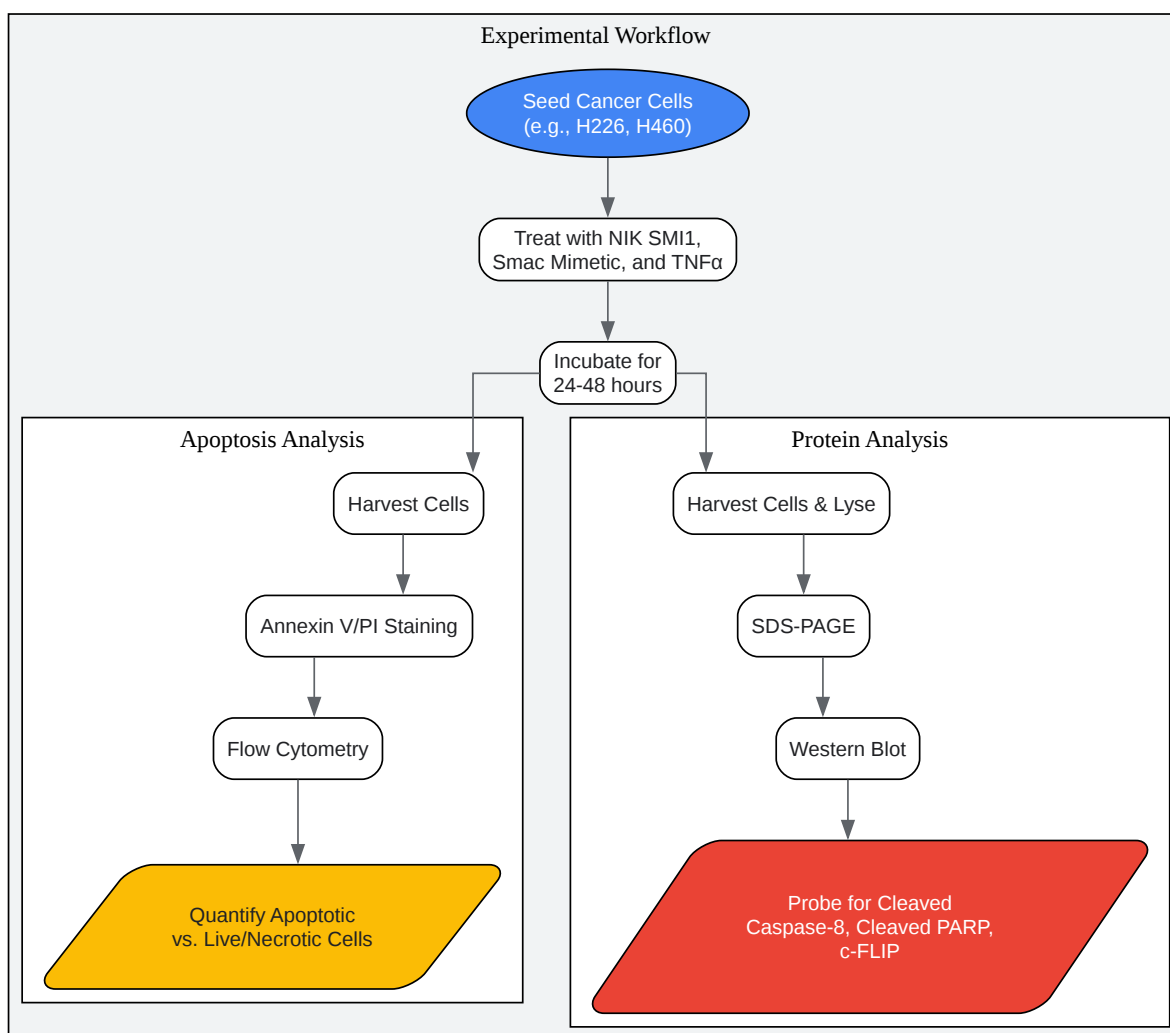 Experimental Workflow
Seed Cancer Cells
(e.g., H226, H460)
Treat with NIK SMI1,
Smac Mimetic, and TNFα
Incubate for
24-48 hours
Apoptosis Analysis
Harvest Cells
Annexin V/PI Staining
Flow Cytometry
Quantify Apoptotic
vs. Live/Necrotic Cells
Protein Analysis
Harvest Cells & Lyse
SDS-PAGE
Western Blot
Probe for Cleaved
Caspase-8, Cleaved PARP,
c-FLIP